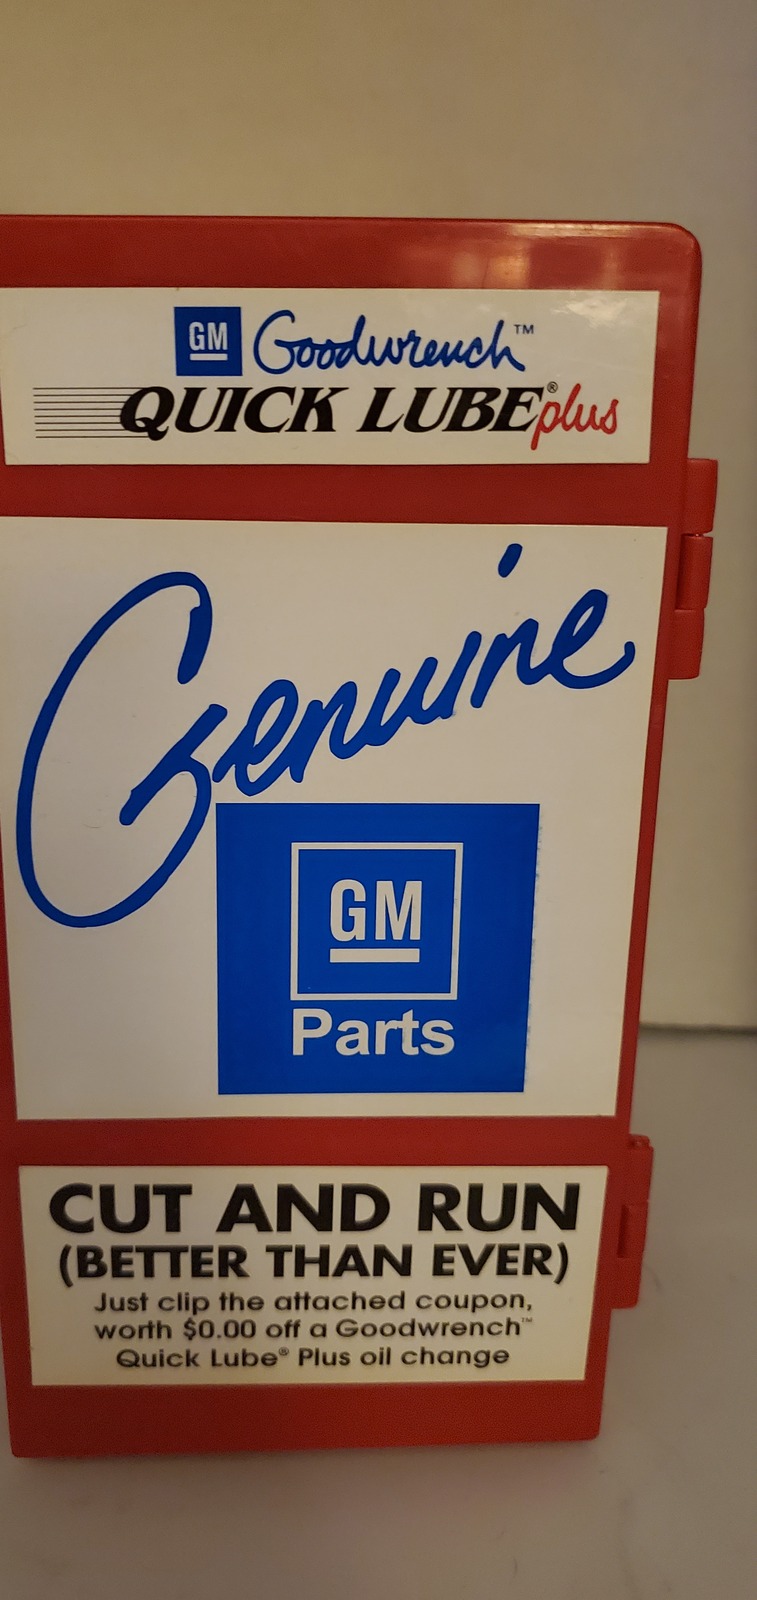 GM Goodwrench™
QUICK LUBE®plus
Genuine
GM
Parts
CUT AND RUN
(BETTER THAN EVER)
Just clip the attached coupon,
worth $0.00 off a Goodwrench™
Quick Lube® Plus oil change